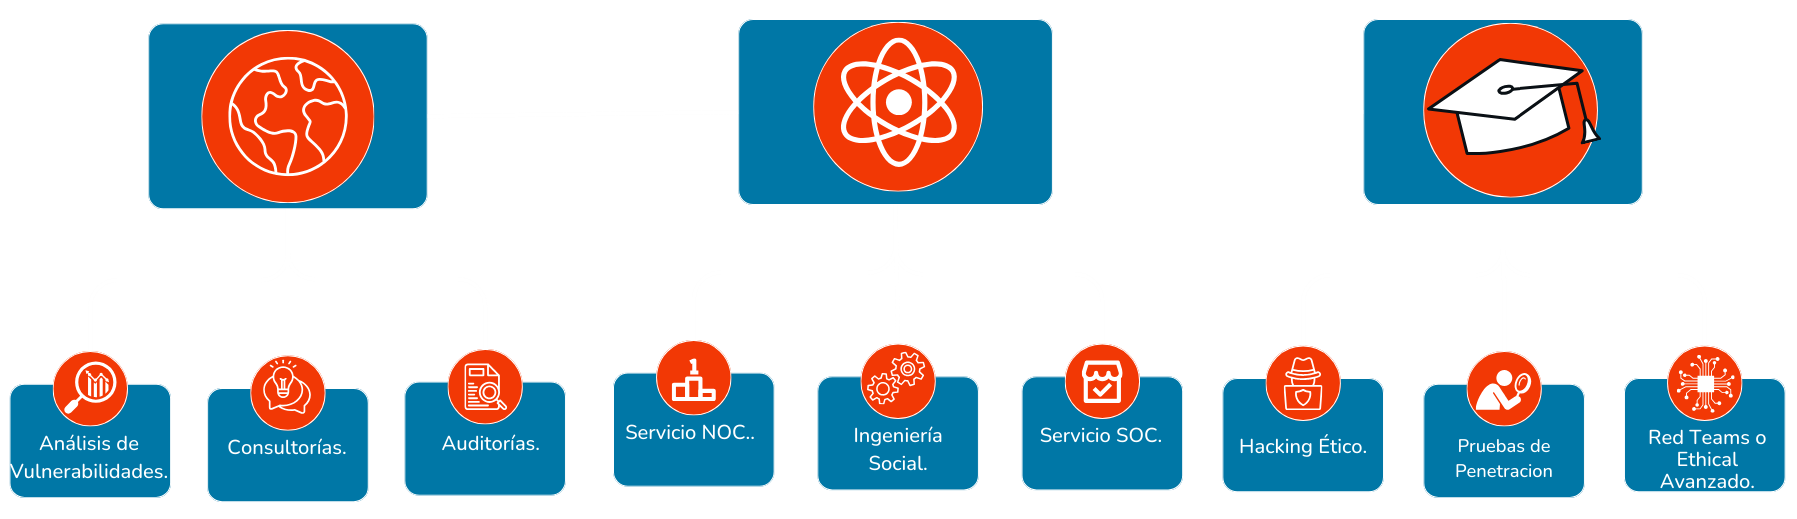 Análisis de
Vulnerabilidades.
Consultorías.
Auditorías.
1
Servicio NOC..
Ingeniería
Social.
Servicio SOC.
Hacking Ético.
Pruebas de
Penetracion
Red Teams o
Ethical
Avanzado.